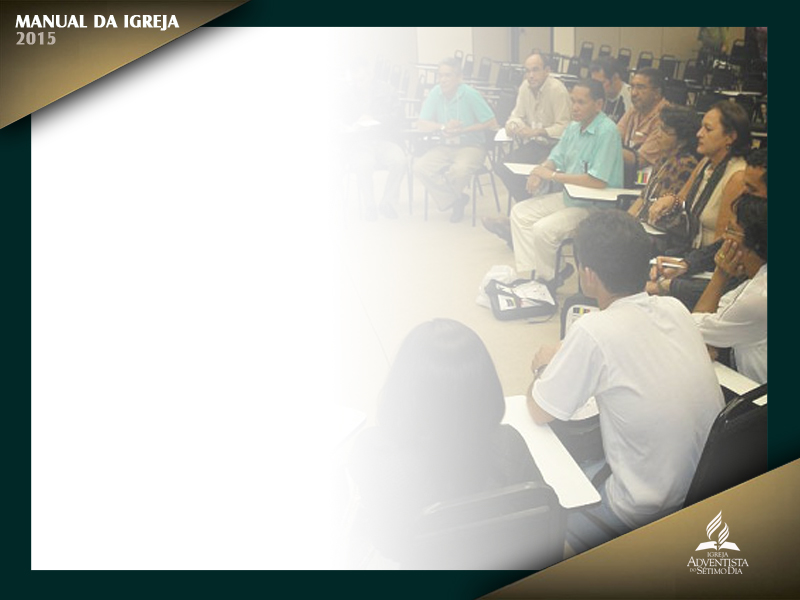 MANUAL DA IGREJA
2015
IGREJA
ADVENTISTA
DO SÉTIMO DIA